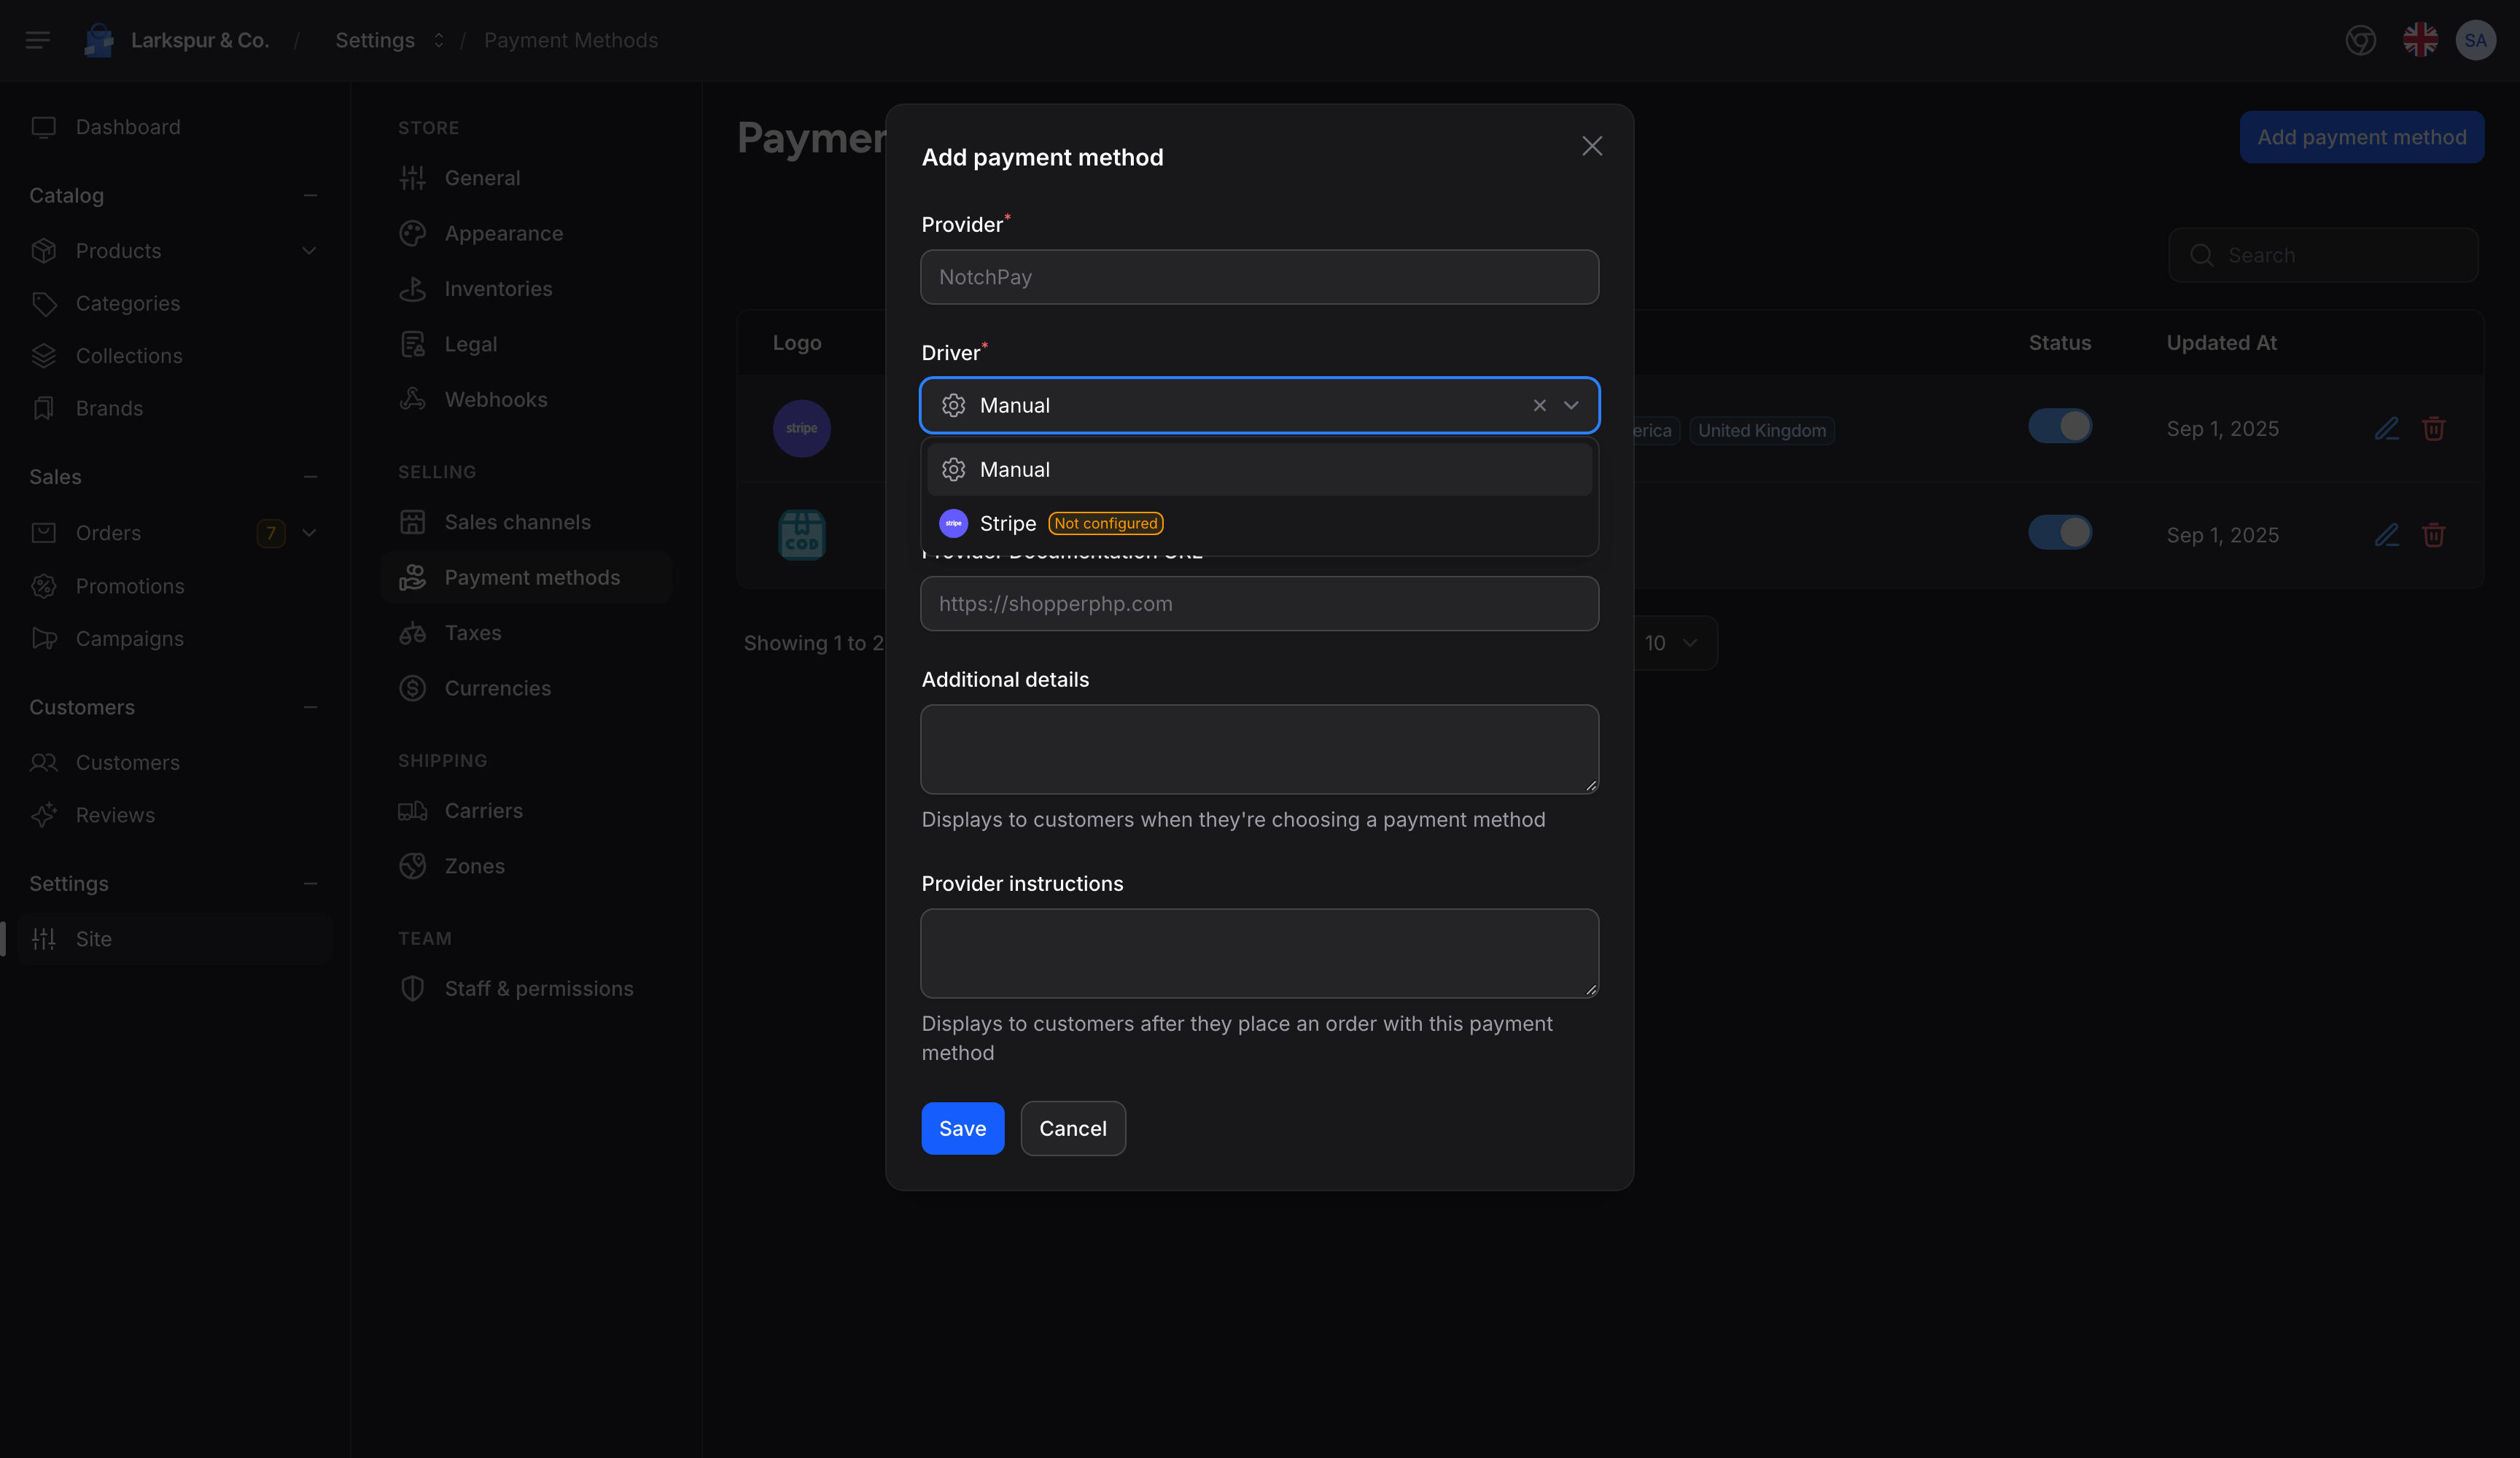 Larkspur & Co. / Settings / Payment Methods
SA
Dashboard
Catalog
Products
Categories
Collections
Brands
Sales
Orders 7
Promotions
Campaigns
Customers
Customers
Reviews
Settings
Site
STORE
General
Appearance
Inventories
Legal
Webhooks
SELLING
Sales channels
Payment methods
Taxes
Currencies
SHIPPING
Carriers
Zones
TEAM
Staff & permissions
Add payment method
Search
Logo
Status
Updated At
stripe
United Kingdom
Sep 1, 2025
COD
Sep 1, 2025
Showing 1 to 2
10
Add payment method
Provider*
NotchPay
Driver*
Manual
Manual
stripe
Stripe Not configured
Provider Documentation URL
https://shopperphp.com
Additional details
Displays to customers when they're choosing a payment method
Provider instructions
Displays to customers after they place an order with this payment
method
Save
Cancel